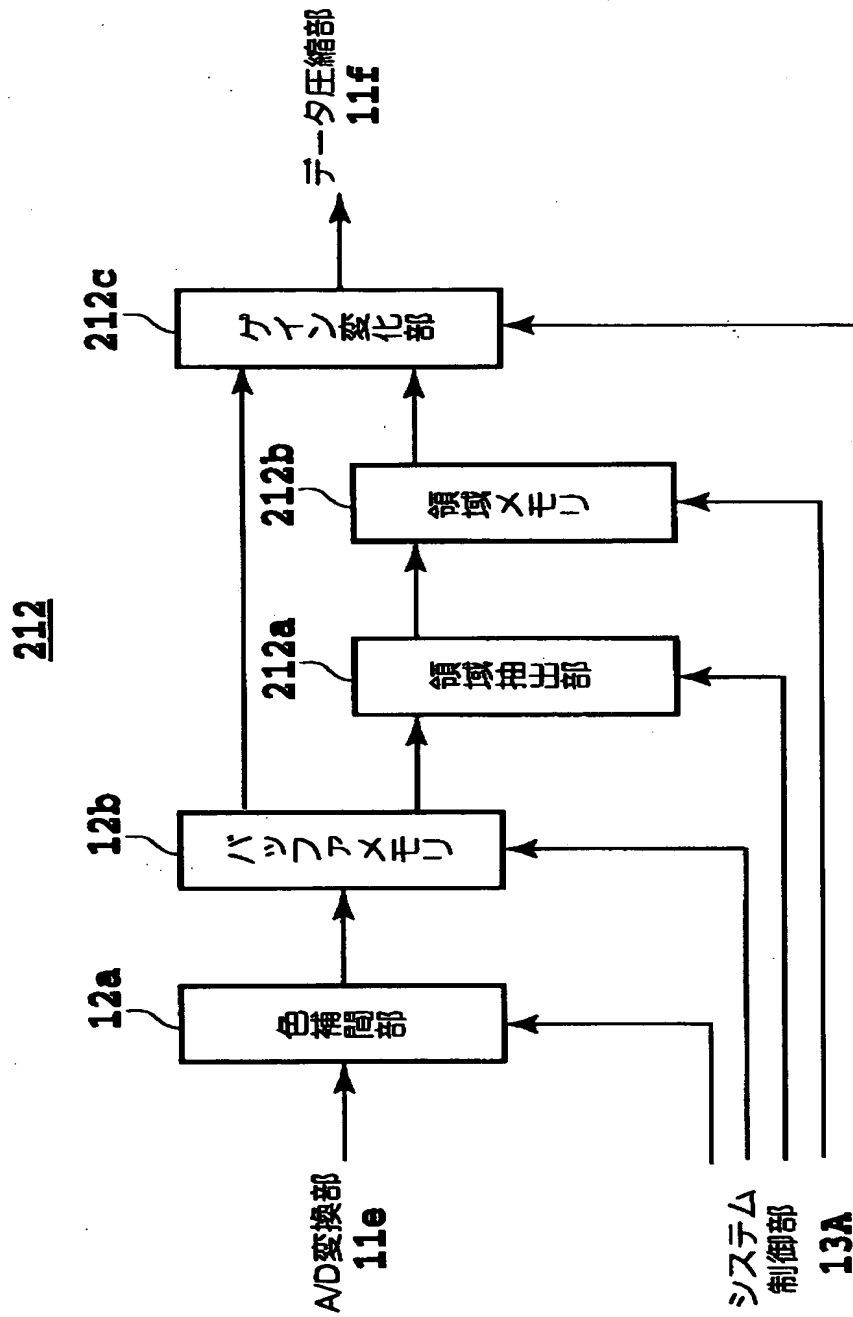 212
A/D変換部
11e
色補間部
12a
バッファメモリ
12b
領域抽出部
212a
領域メモリ
212b
ゲイン変化部
212c
データ圧縮部
11f
システム
制御部
13A